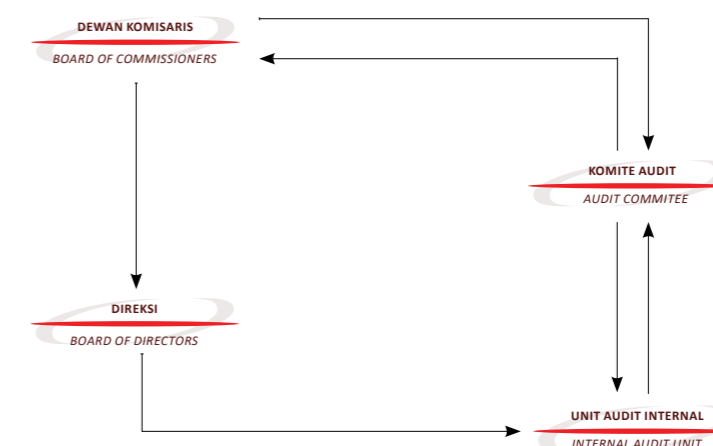 DEWAN KOMISARIS
BOARD OF COMMISSIONERS
KOMITE AUDIT
AUDIT COMMITEE
DIREKSI
BOARD OF DIRECTORS
UNIT AUDIT INTERNAL
INTERNAL AUDIT UNIT